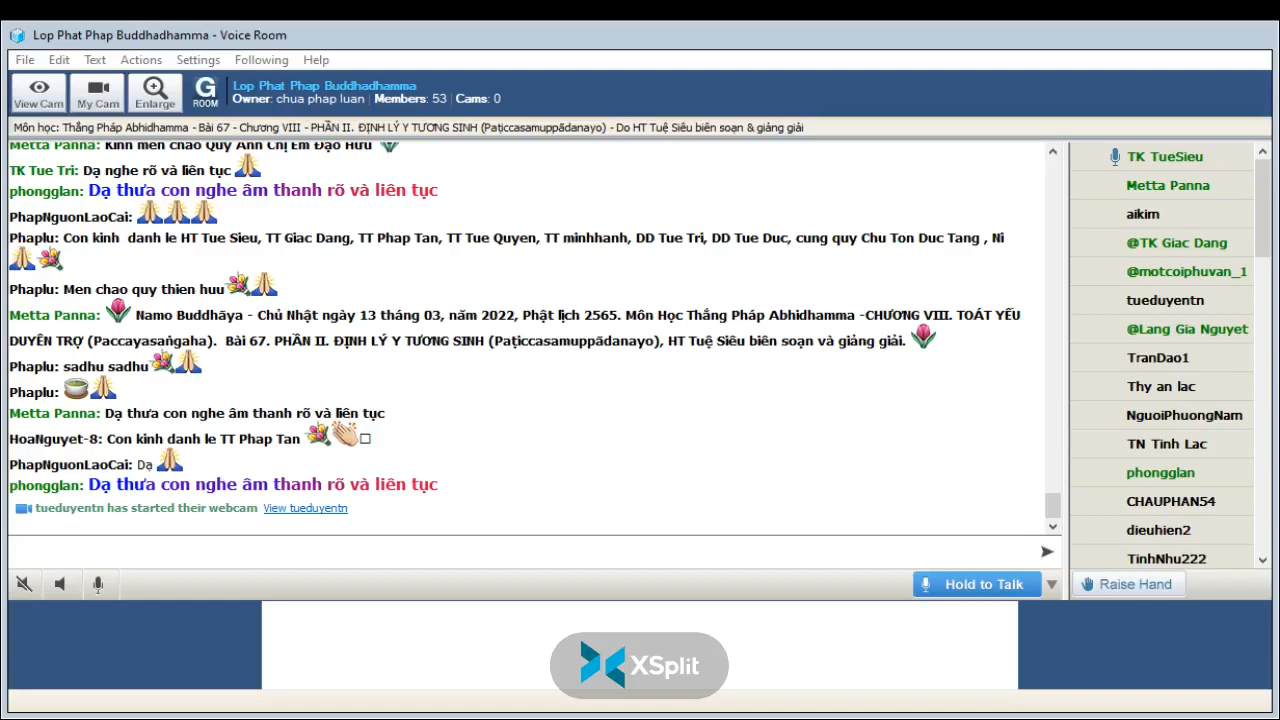 Lop Phat Phap Buddhadhamma - Voice Room
File Edit Text Actions Settings Following Help
View Cam
My Cam
Enlarge
G ROOM
Lop Phat Phap Buddhadhamma
Owner: chua phap luan | Members: 53 | Cams: 0
Môn học: Thắng Pháp Abhidhamma - Bài 67 - Chương VIII - PHẦN II. ĐỊNH LÝ Y TƯƠNG SINH (Paṭiccasamuppādanayo) - Do HT Tuệ Siêu biên soạn & giảng giải
Metta Panna: Kính mến chào Quý Anh Chị Em Đạo Hữu
TK Tue Tri: Dạ nghe rõ và liên tục
phongglan: Dạ thưa con nghe âm thanh rõ và liên tục
PhapNguonLaoCai:
Phaplu: Con kinh danh le HT Tue Sieu, TT Giac Dang, TT Phap Tan, TT Tue Quyen, TT minhhanh, DD Tue Tri, DD Tue Duc, cung quy Chu Ton Duc Tang , Ni
Phaplu: Men chao quy thien huu
Metta Panna: Namo Buddhāya - Chủ Nhật ngày 13 tháng 03, năm 2022, Phật lịch 2565. Môn Học Thắng Pháp Abhidhamma -CHƯƠNG VIII. TOÁT YẾU
DUYÊN TRỢ (Paccayasaṅgaha). Bài 67. PHẦN II. ĐỊNH LÝ Y TƯƠNG SINH (Paṭiccasamuppādanayo), HT Tuệ Siêu biên soạn và giảng giải.
Phaplu: sadhu sadhu
Phaplu:
Metta Panna: Dạ thưa con nghe âm thanh rõ và liên tục
HoaNguyet-8: Con kinh danh le TT Phap Tan
PhapNguonLaoCai: Dạ
phongglan: Dạ thưa con nghe âm thanh rõ và liên tục
tueduyentn has started their webcam View tueduyentn
TK TueSieu
Metta Panna
aikim
@TK Giac Dang
@motcoiphuvan_1
tueduyentn
@Lang Gia Nguyet
TranDao1
Thy an lac
NguoiPhuongNam
TN Tinh Lac
phongglan
CHAUPHAN54
dieuhien2
TinhNhu222
Hold to Talk
Raise Hand
XSplit